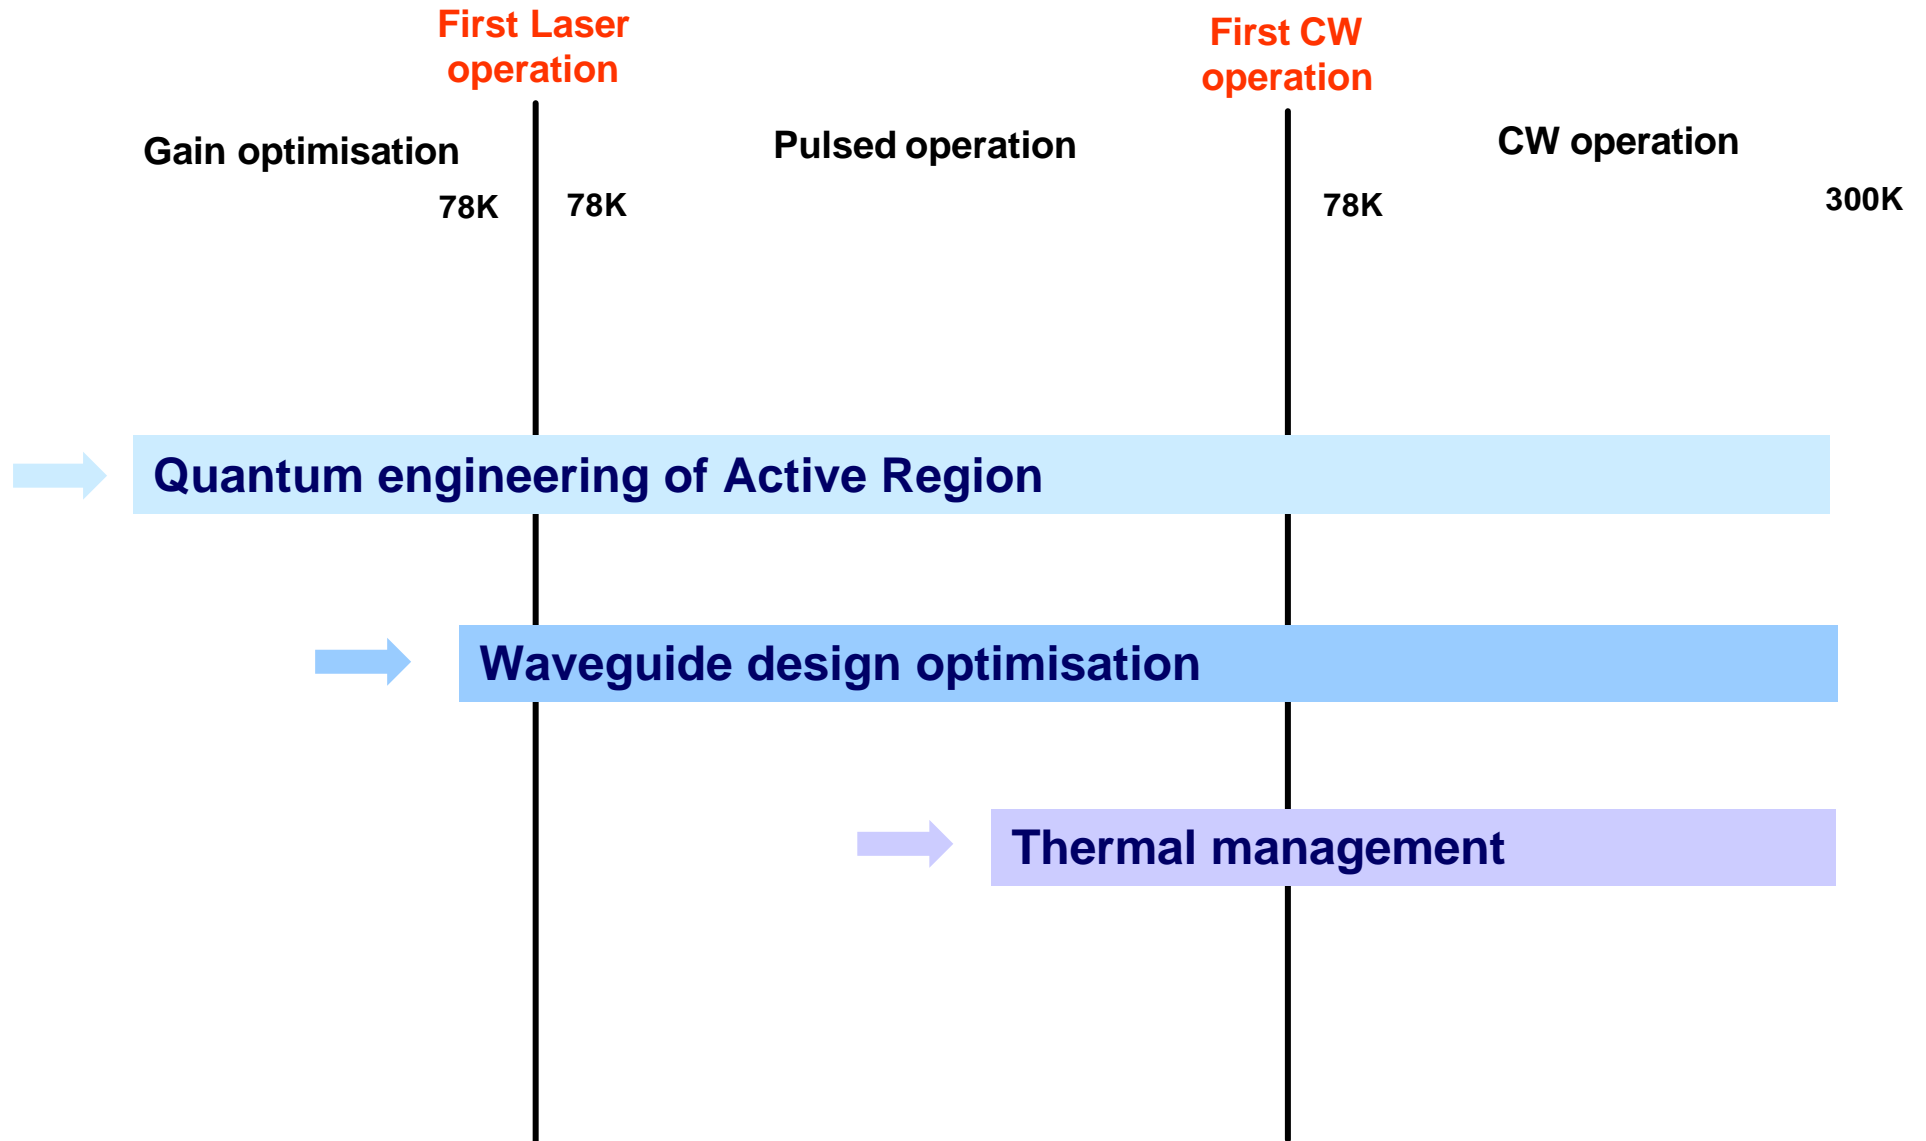 First Laser
operation
First CW
operation
Gain optimisation
Pulsed operation
CW operation
78K
78K
78K
300K
Quantum engineering of Active Region
Waveguide design optimisation
Thermal management